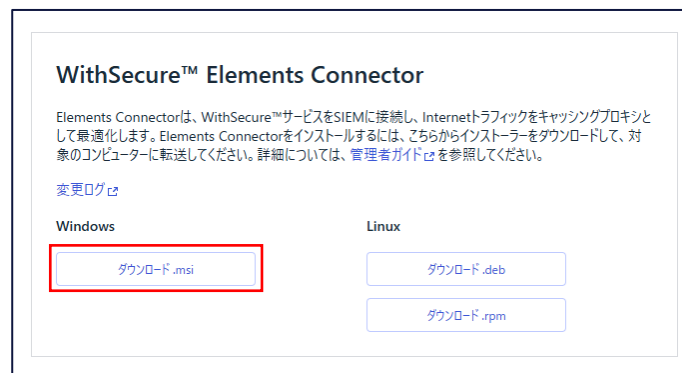 WithSecure™ Elements Connector
Elements Connectorは、WithSecure™サービスをSIEMに接続し、Internetトラフィックをキャッシングプロキシと
して最適化します。Elements Connectorをインストールするには、こちらからインストーラーをダウンロードして、対
象のコンピューターに転送してください。詳細については、管理者ガイドを参照してください。
変更ログ
Windows
Linux
ダウンロード .msi
ダウンロード .deb
ダウンロード .rpm